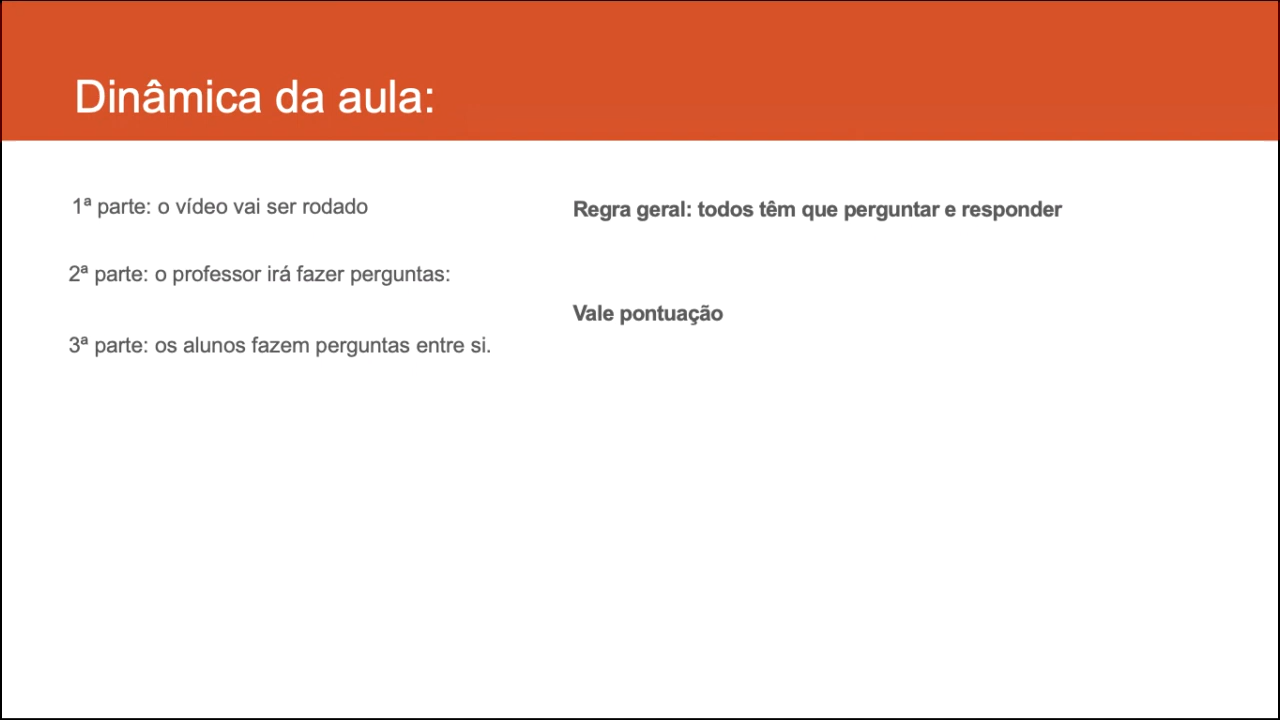 Dinâmica da aula:
1ª parte: o vídeo vai ser rodado
2ª parte: o professor irá fazer perguntas:
3ª parte: os alunos fazem perguntas entre si.
Regra geral: todos têm que perguntar e responder
Vale pontuação